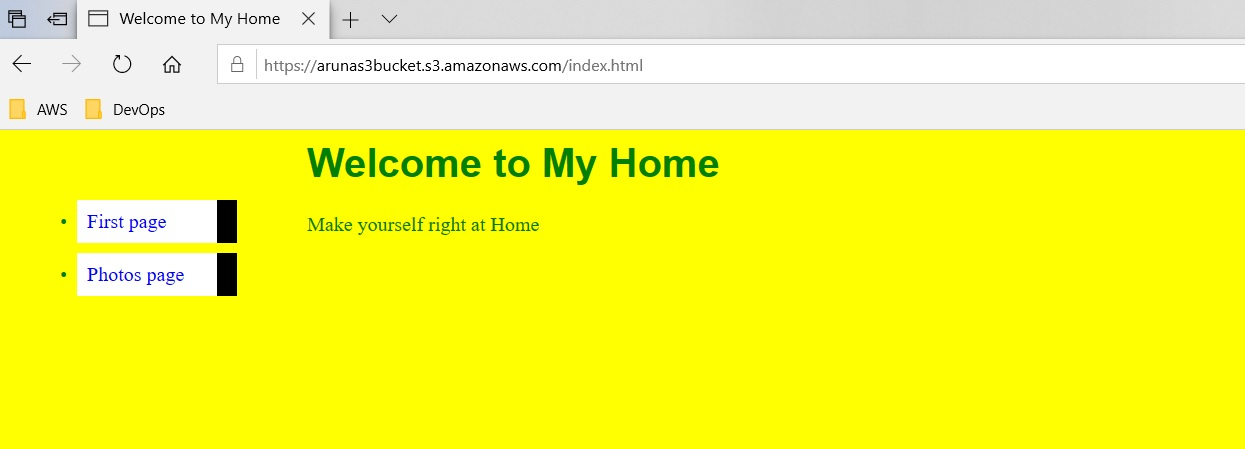 Welcome to My Home
https://arunas3bucket.s3.amazonaws.com/index.html
AWS DevOps
Welcome to My Home
• First page
Make yourself right at Home
• Photos page